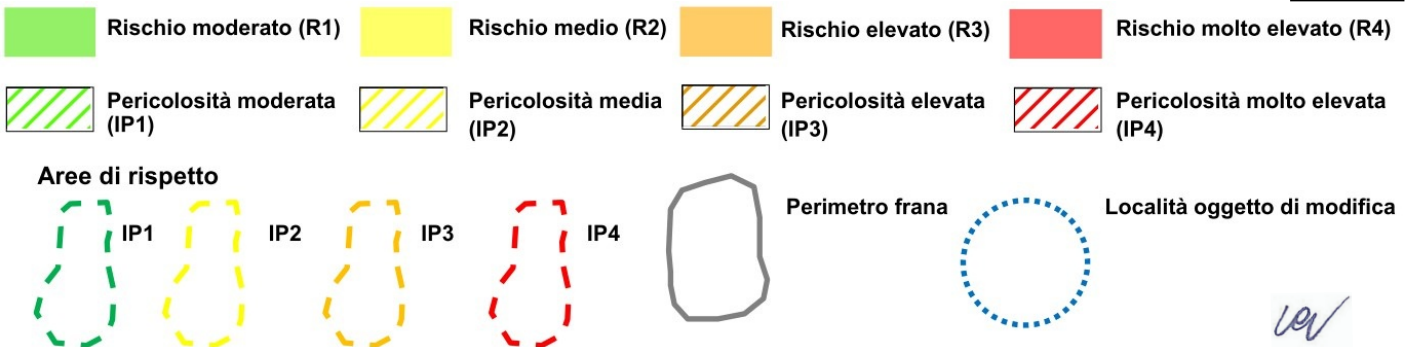 Rischio moderato (R1)
Rischio medio (R2)
Rischio elevato (R3)
Rischio molto elevato (R4)
Pericolosità moderata
(IP1)
Pericolosità media
(IP2)
Pericolosità elevata
(IP3)
Pericolosità molto elevata
(IP4)
Aree di rispetto
IP1
IP2
IP3
IP4
Perimetro frana
Località oggetto di modifica